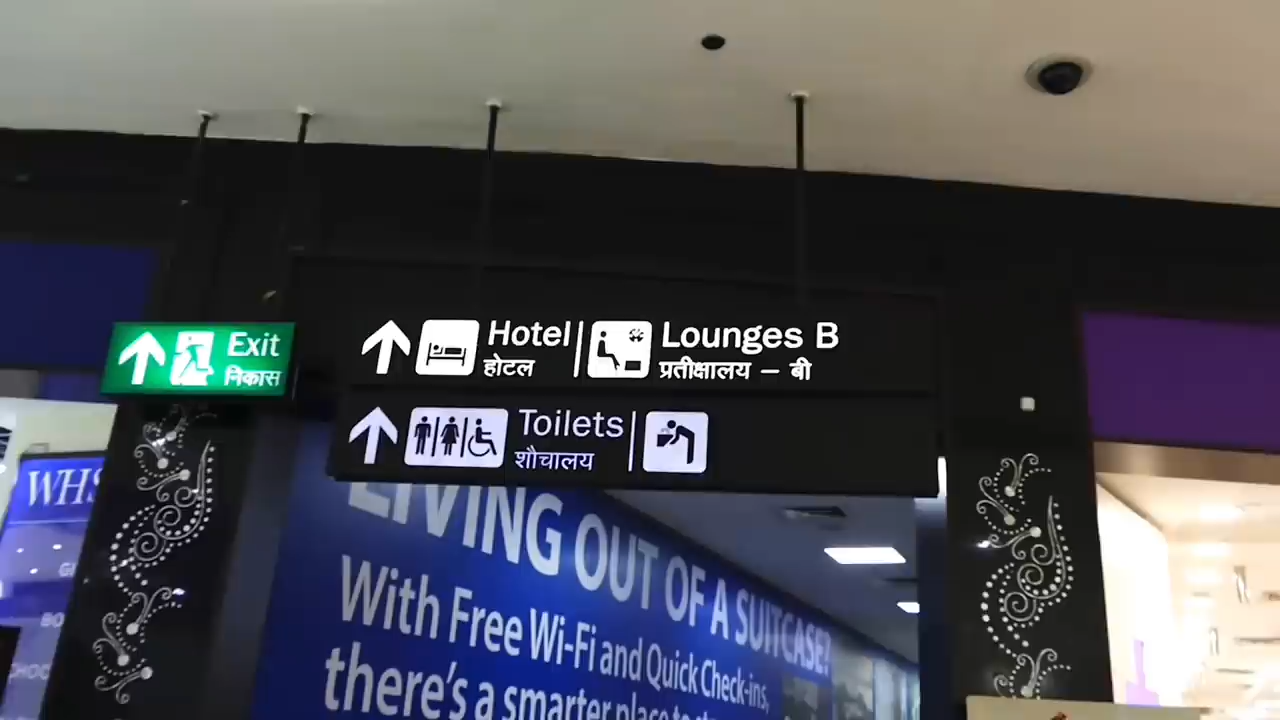 Exit
निकास
Hotel
होटल
Lounges B
प्रतीक्षालय – बी
Toilets
शौचालय
WHS
LIVING OUT OF A SUITCASE?
With Free Wi-Fi and Quick Check-ins,
there's a smarter place to